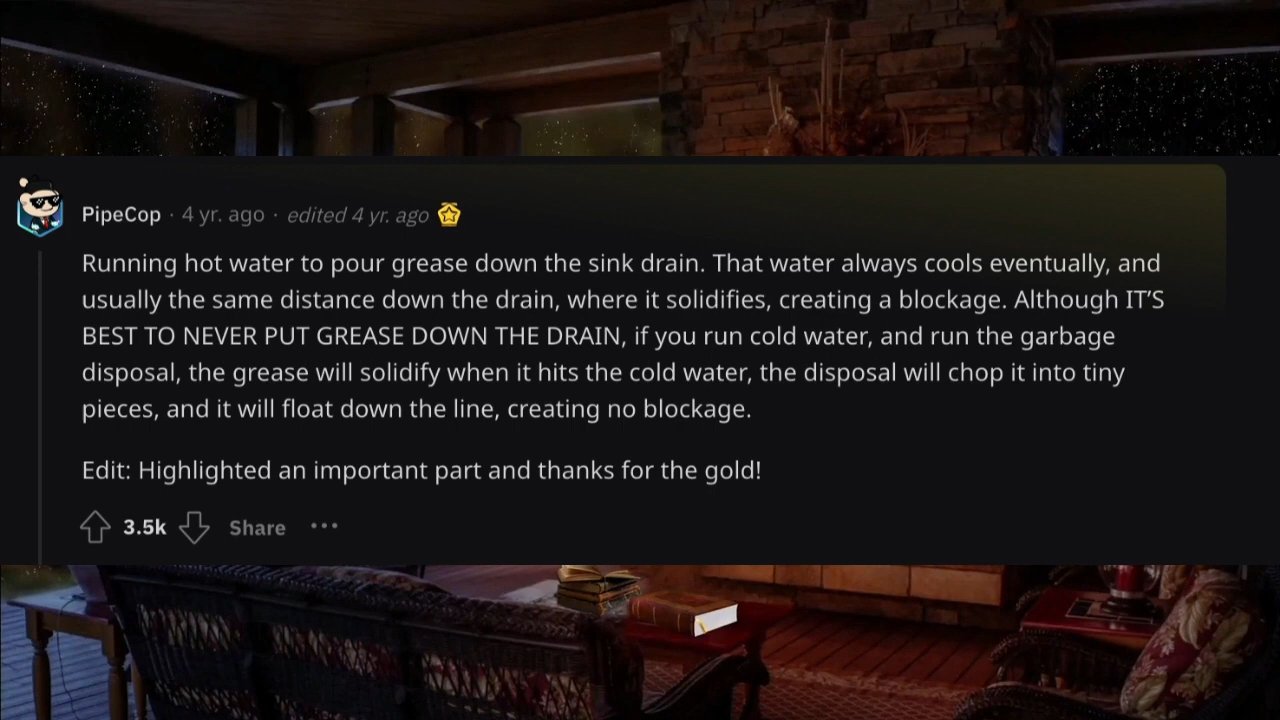 PipeCop · 4 yr. ago · edited 4 yr. ago
Running hot water to pour grease down the sink drain. That water always cools eventually, and
usually the same distance down the drain, where it solidifies, creating a blockage. Although IT’S
BEST TO NEVER PUT GREASE DOWN THE DRAIN, if you run cold water, and run the garbage
disposal, the grease will solidify when it hits the cold water, the disposal will chop it into tiny
pieces, and it will float down the line, creating no blockage.
Edit: Highlighted an important part and thanks for the gold!
3.5k Share ···